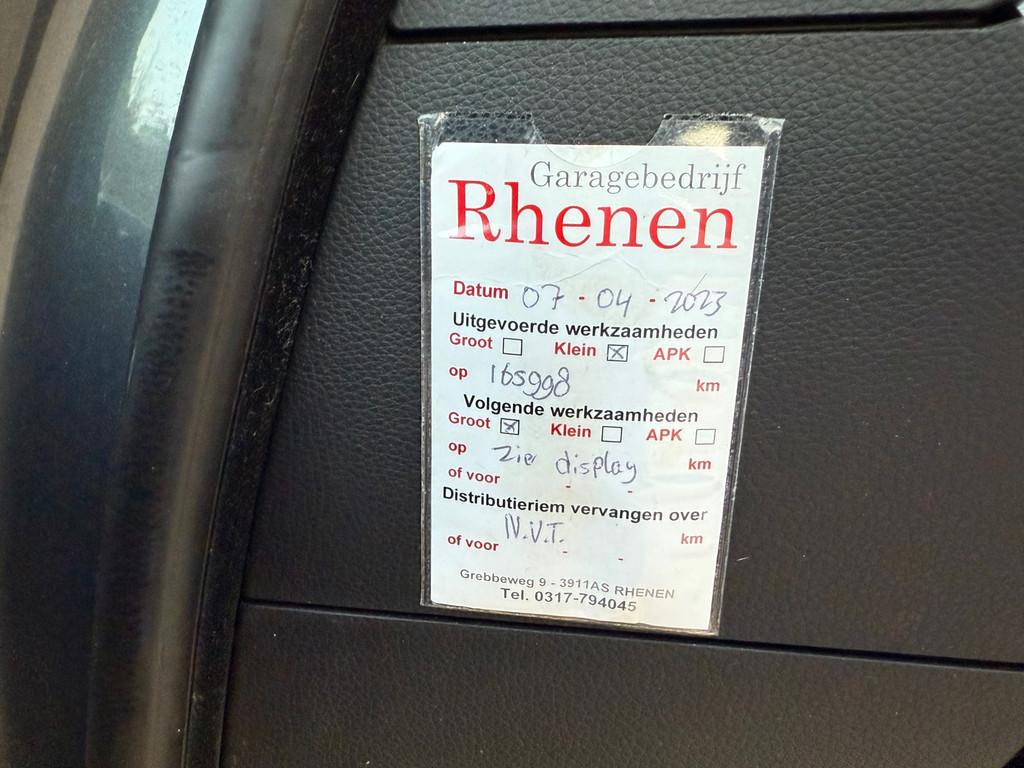 Garagebedrijf
Rhenen
Datum 07 - 04 - 2023
Uitgevoerde werkzaamheden
Groot Klein APK
op 165998 km
Volgende werkzaamheden
Groot Klein APK
op zie display km
of voor - -
Distributieriem vervangen over
N.V.T. km
of voor - -
Grebbeweg 9 - 3911AS RHENEN
Tel. 0317-794045